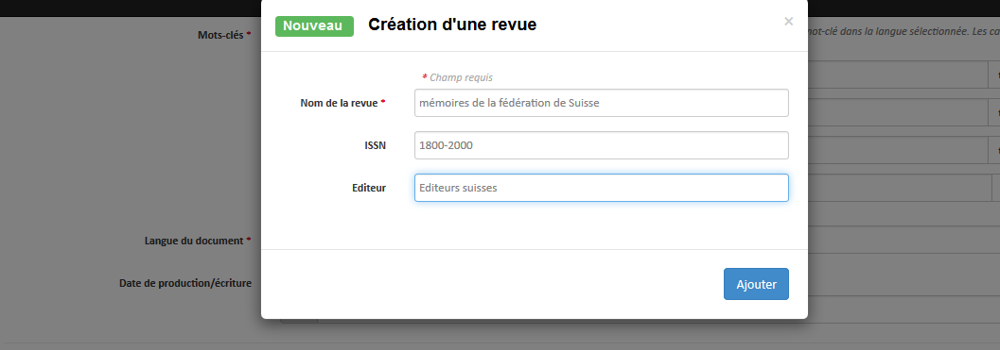 Nouveau Création d'une revue ×
Mots-clés *
mot-clé dans la langue sélectionnée. Les ca
* Champ requis
Nom de la revue * mémoires de la fédération de Suisse
ISSN 1800-2000
Editeur Editeurs suisses
Langue du document *
Date de production/écriture
Ajouter